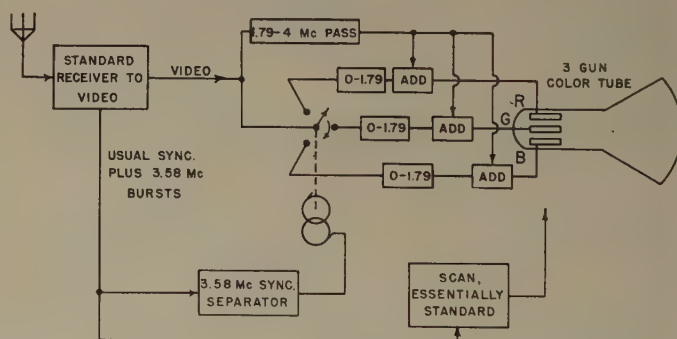 1.79-4 Mc PASS
STANDARD
RECEIVER TO
VIDEO
VIDEO
0-1.79
ADD
3 GUN
COLOR TUBE
R
G
B
0-1.79
ADD
0-1.79
ADD
USUAL SYNC.
PLUS 3.58 Mc
BURSTS
3.58 Mc SYNC.
SEPARATOR
SCAN,
ESSENTIALLY
STANDARD